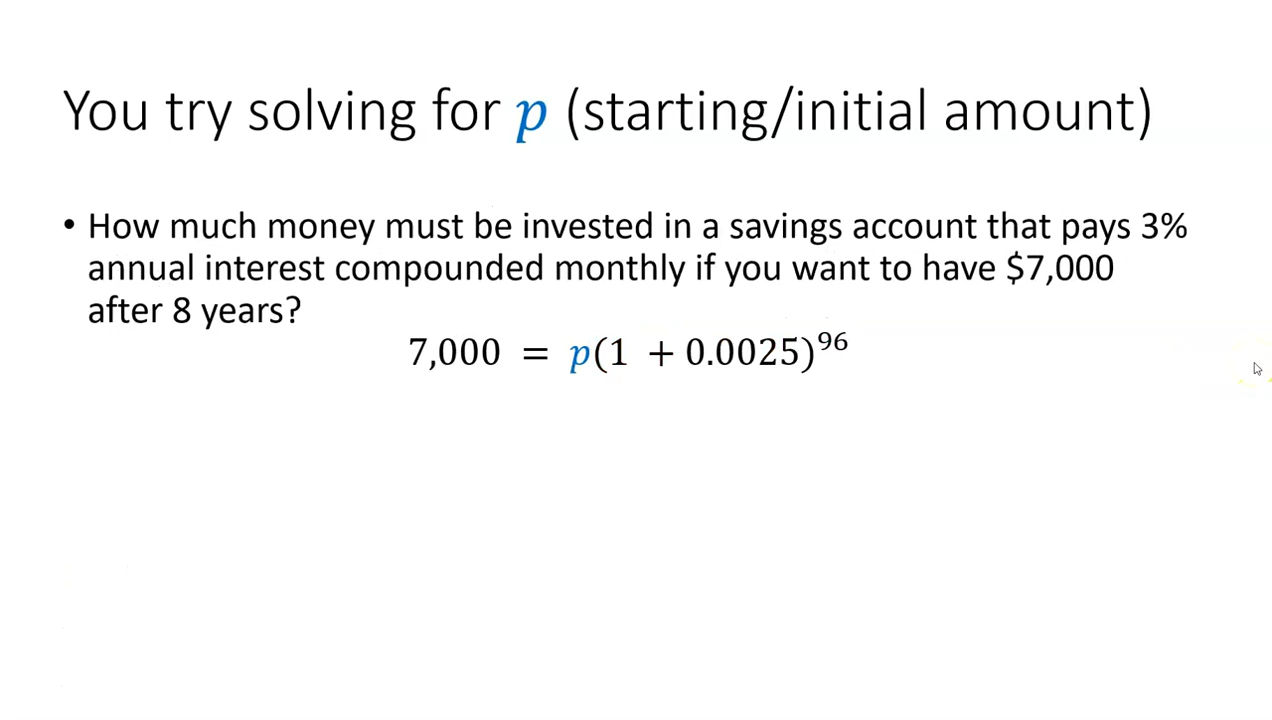 You try solving for p (starting/initial amount)
• How much money must be invested in a savings account that pays 3%
annual interest compounded monthly if you want to have $7,000
after 8 years?
7,000 = p(1 + 0.0025)⁹⁶